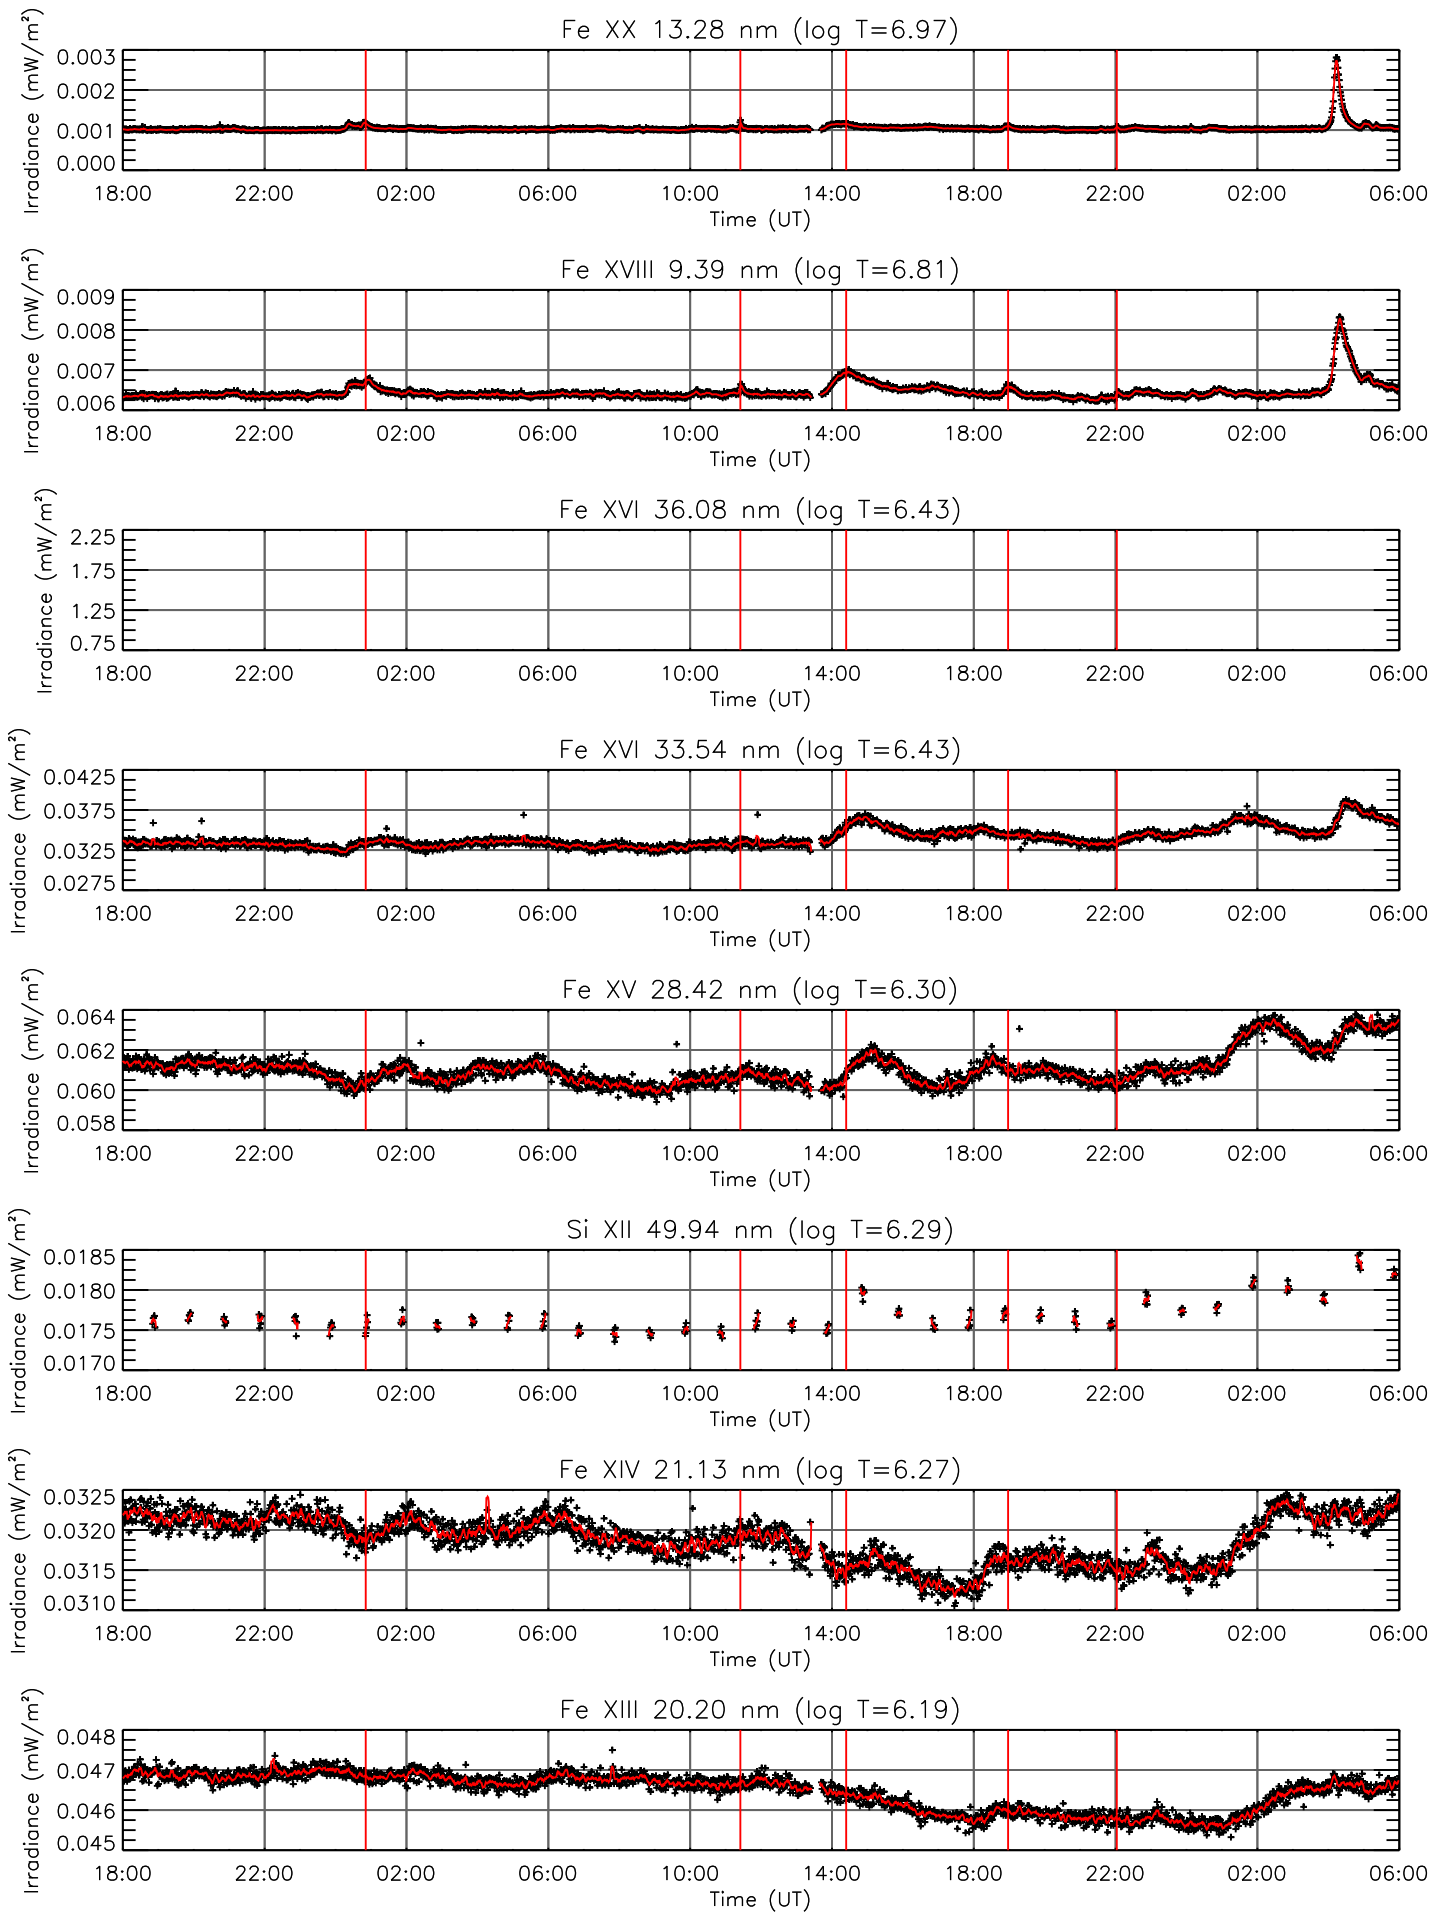 Fe XX 13.28 nm (log T=6.97)
Irradiance (mW/m²)
0.003
0.002
0.001
0.000
18:00 22:00 02:00 06:00 10:00 14:00 18:00 22:00 02:00 06:00
Time (UT)
Fe XVIII 9.39 nm (log T=6.81)
Irradiance (mW/m²)
0.009
0.008
0.007
0.006
18:00 22:00 02:00 06:00 10:00 14:00 18:00 22:00 02:00 06:00
Time (UT)
Fe XVI 36.08 nm (log T=6.43)
Irradiance (mW/m²)
2.25
1.75
1.25
0.75
18:00 22:00 02:00 06:00 10:00 14:00 18:00 22:00 02:00 06:00
Time (UT)
Fe XVI 33.54 nm (log T=6.43)
Irradiance (mW/m²)
0.0425
0.0375
0.0325
0.0275
18:00 22:00 02:00 06:00 10:00 14:00 18:00 22:00 02:00 06:00
Time (UT)
Fe XV 28.42 nm (log T=6.30)
Irradiance (mW/m²)
0.064
0.062
0.060
0.058
18:00 22:00 02:00 06:00 10:00 14:00 18:00 22:00 02:00 06:00
Time (UT)
Si XII 49.94 nm (log T=6.29)
Irradiance (mW/m²)
0.0185
0.0180
0.0175
0.0170
18:00 22:00 02:00 06:00 10:00 14:00 18:00 22:00 02:00 06:00
Time (UT)
Fe XIV 21.13 nm (log T=6.27)
Irradiance (mW/m²)
0.0325
0.0320
0.0315
0.0310
18:00 22:00 02:00 06:00 10:00 14:00 18:00 22:00 02:00 06:00
Time (UT)
Fe XIII 20.20 nm (log T=6.19)
Irradiance (mW/m²)
0.048
0.047
0.046
0.045
18:00 22:00 02:00 06:00 10:00 14:00 18:00 22:00 02:00 06:00
Time (UT)